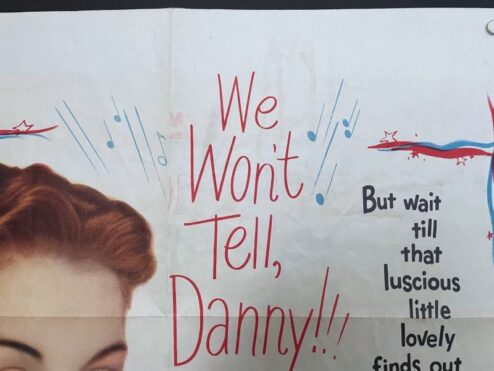 We
Won't
Tell,
Danny!!!
But wait
till
that
luscious
little
lovely
finds out